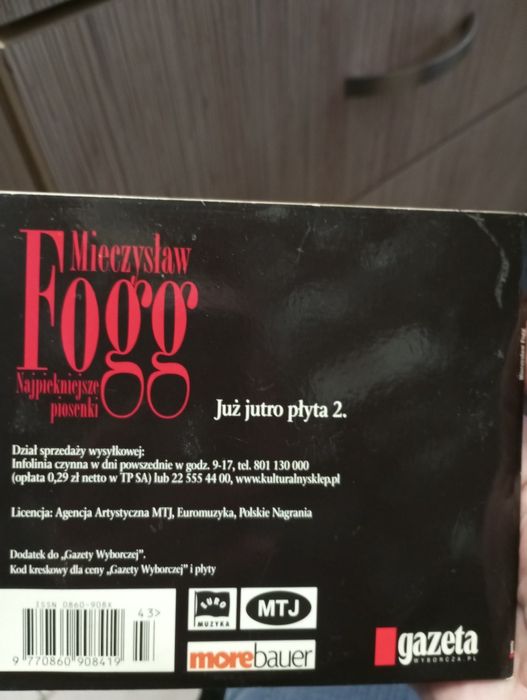 Mieczysław
Fogg
Najpiękniejsze
piosenki
Już jutro płyta 2.
Dział sprzedaży wysyłkowej:
Infolinia czynna w dni powszednie w godz. 9-17, tel. 801 130 000
(opłata 0,29 zł netto w TP SA) lub 22 555 44 00, www.kulturalnysklep.pl
Licencja: Agencja Artystyczna MTJ, Euromuzyka, Polskie Nagrania
Dodatek do „Gazety Wyborczej”.
Kod kreskowy dla ceny „Gazety Wyborczej” i płyty
ISSN 0860-908X
43>
9 770860 908419
EURO
MUZYKA
MTJ
morebauer
gazeta
WYBORCZA.PL